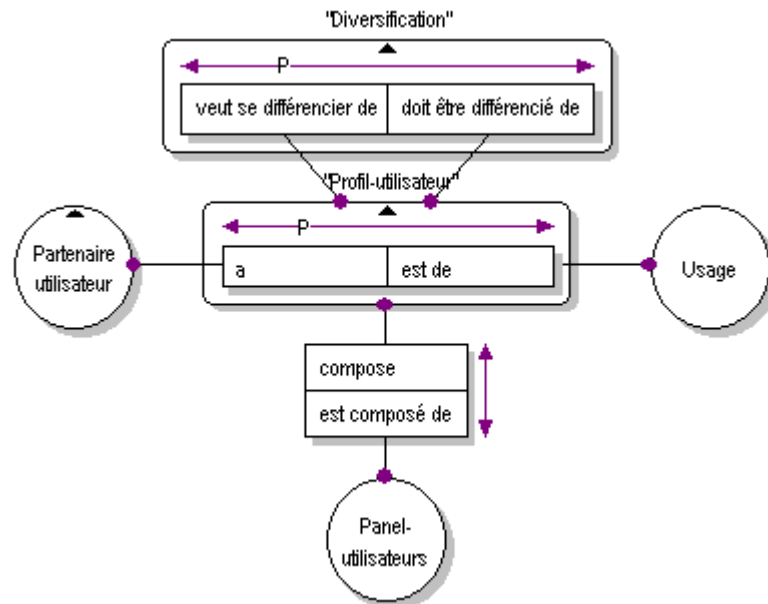 "Diversification"
P
veut se différencier de
doit être différencié de
"Profil-utilisateur"
P
Partenaire
utilisateur
a
est de
Usage
compose
est composé de
Panel-
utilisateurs